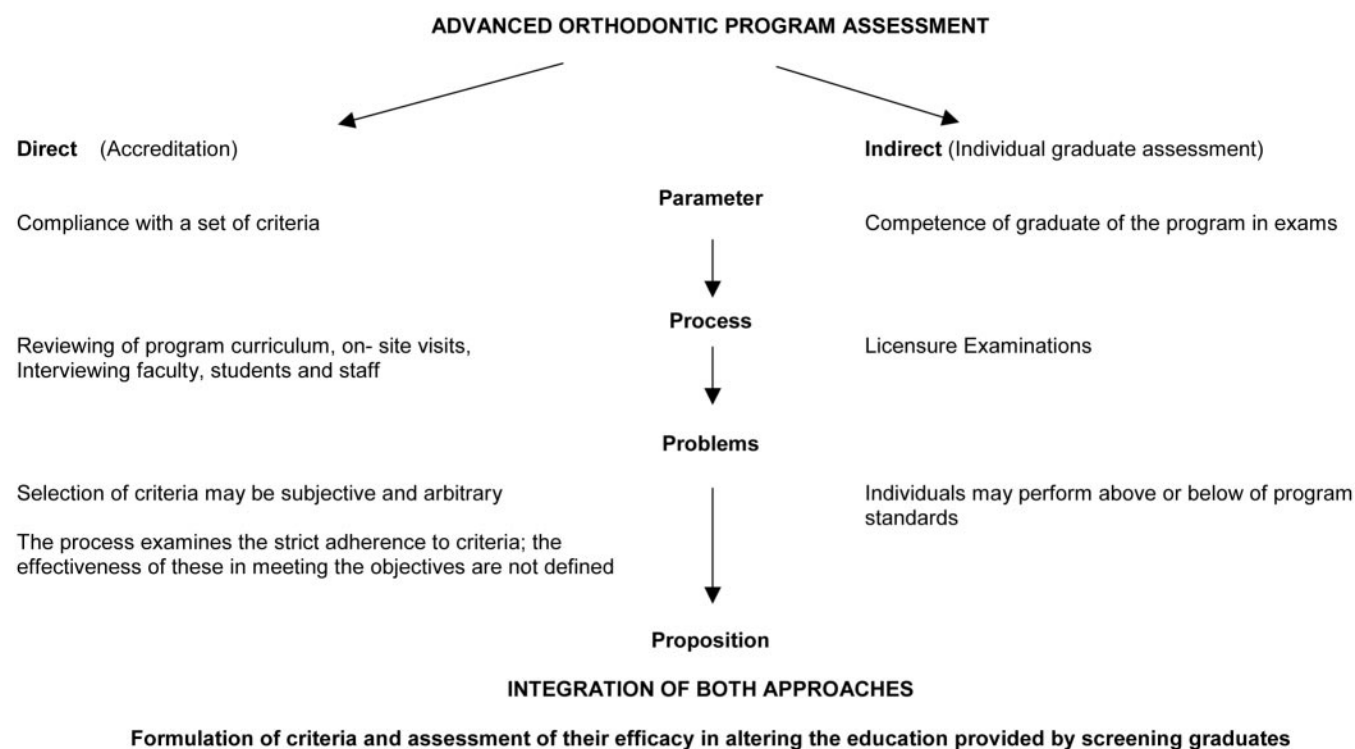 ADVANCED ORTHODONTIC PROGRAM ASSESSMENT
Direct (Accreditation)
Indirect (Individual graduate assessment)
Parameter
Compliance with a set of criteria
Competence of graduate of the program in exams
Process
Reviewing of program curriculum, on- site visits,
Interviewing faculty, students and staff
Licensure Examinations
Problems
Selection of criteria may be subjective and arbitrary
The process examines the strict adherence to criteria; the
effectiveness of these in meeting the objectives are not defined
Individuals may perform above or below of program
standards
Proposition
INTEGRATION OF BOTH APPROACHES
Formulation of criteria and assessment of their efficacy in altering the education provided by screening graduates